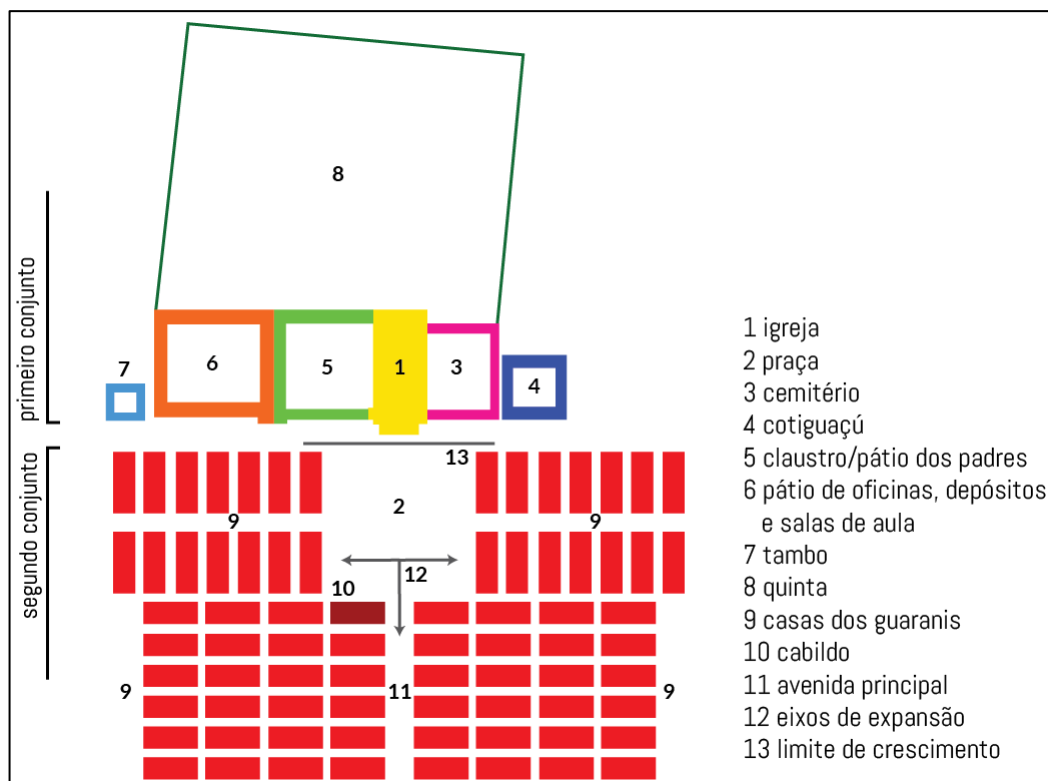 primeiro conjunto
segundo conjunto
8
7
6
5
1
3
4
13
9
2
9
12
10
9
11
9
1 igreja
2 praça
3 cemitério
4 cotiguaçú
5 claustro/pátio dos padres
6 pátio de oficinas, depósitos
e salas de aula
7 tambo
8 quinta
9 casas dos guaranis
10 cabildo
11 avenida principal
12 eixos de expansão
13 limite de crescimento